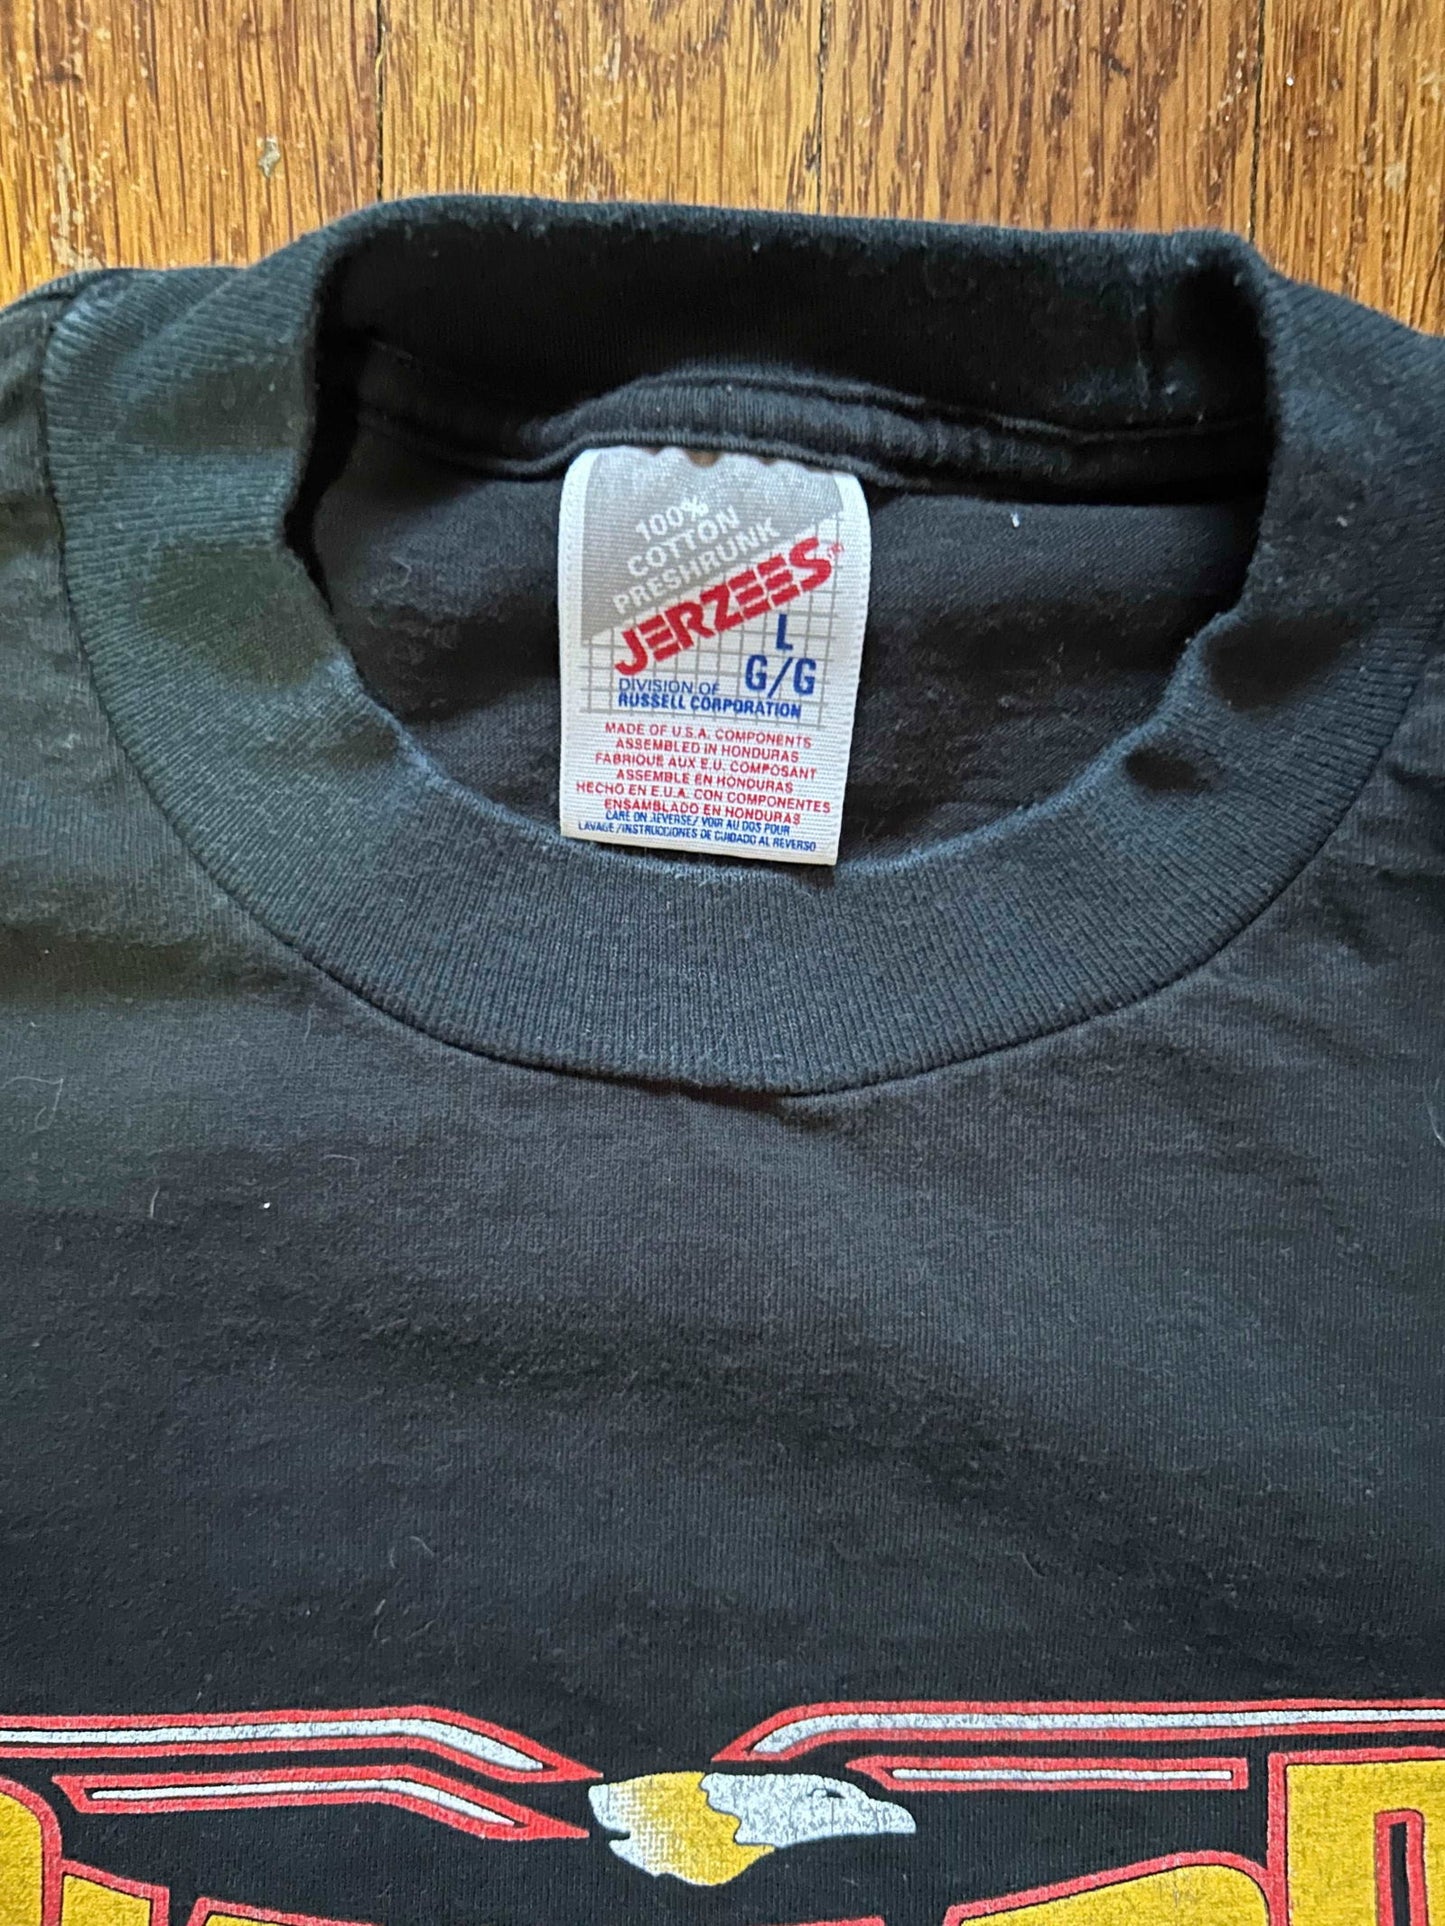 100%
COTTON
PRESHRUNK
JERZEES
L
G/G
DIVISION OF
RUSSELL CORPORATION
MADE OF U.S.A. COMPONENTS
ASSEMBLED IN HONDURAS
FABRIQUE AUX E.U. COMPOSANT
ASSEMBLE EN HONDURAS
HECHO EN E.U.A. CON COMPONENTES
ENSAMBLADO EN HONDURAS
CARE ON REVERSE/ VOIR AU DOS POUR
LAVAGE /INSTRUCCIONES DE CUIDADO AL REVERSO